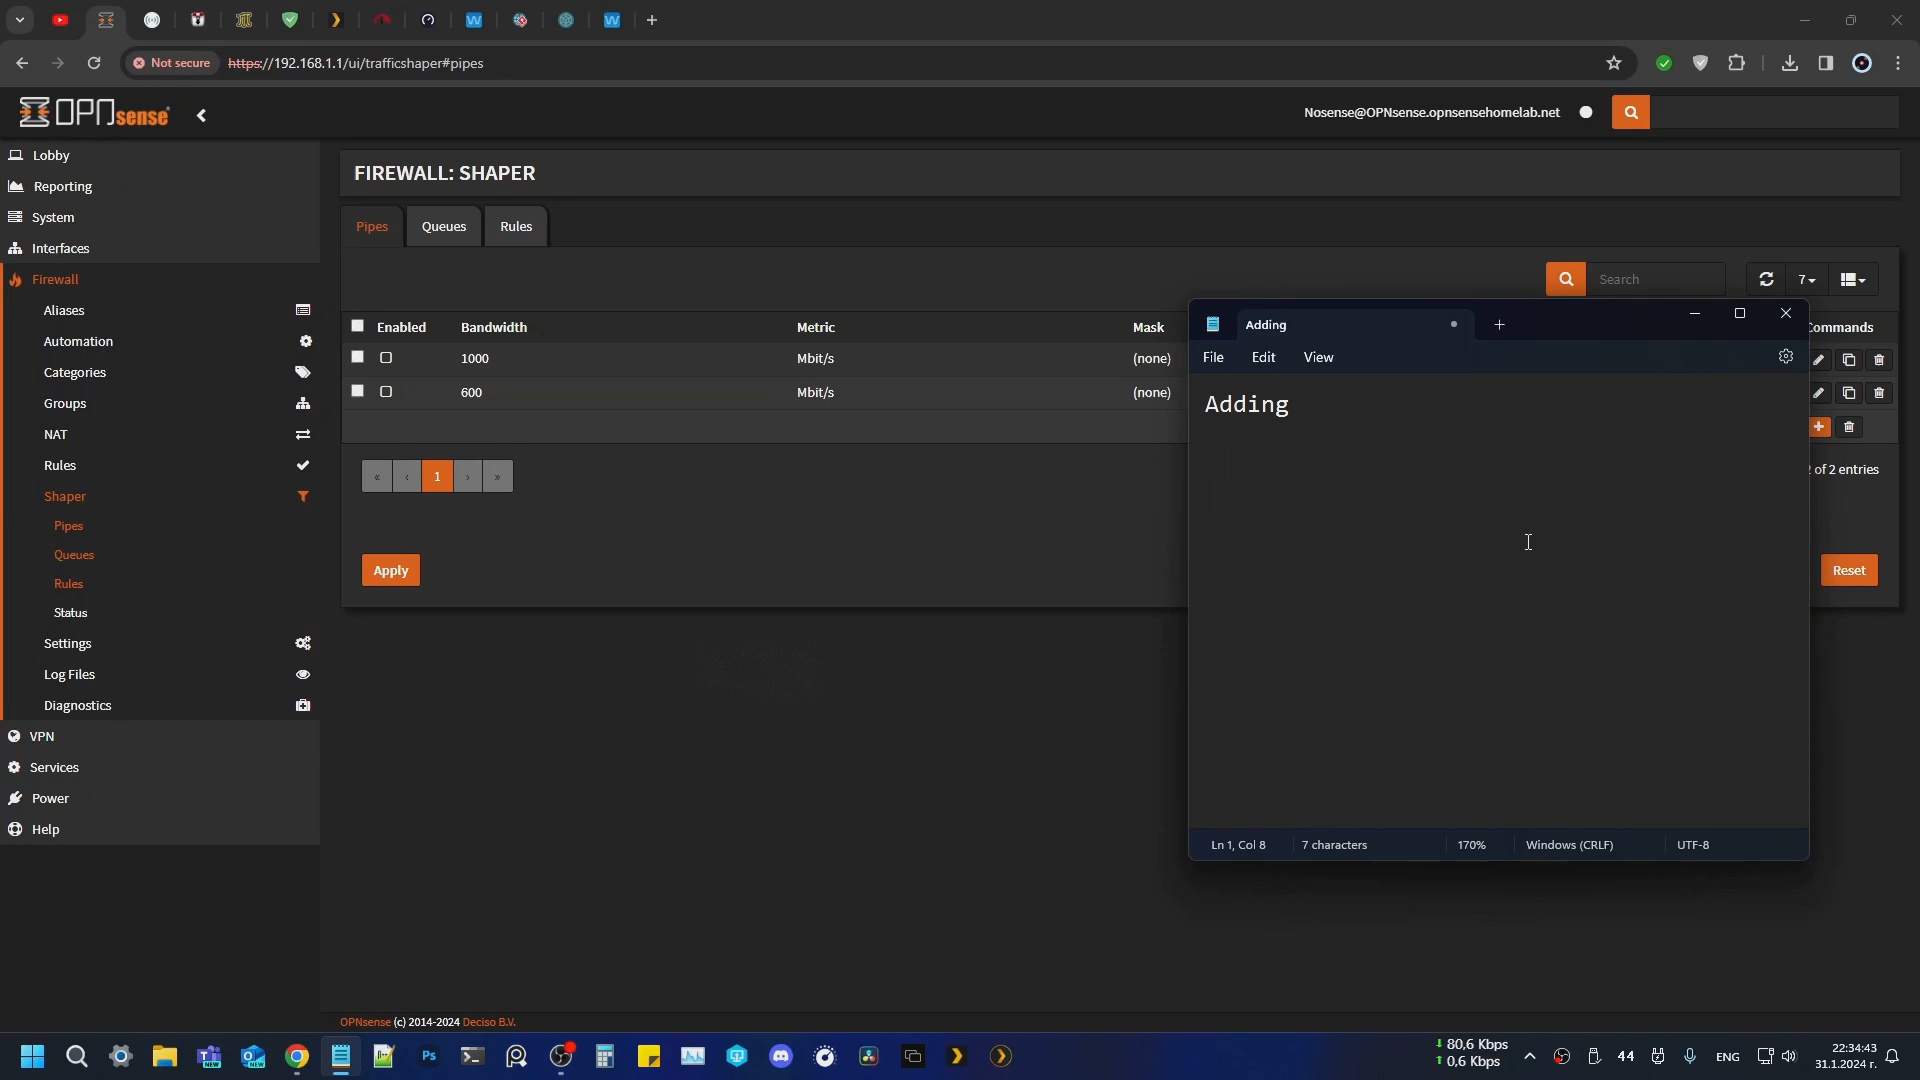 Not secure
https://192.168.1.1/ui/trafficshaper#pipes
OPNsense
Nosense@OPNsense.opnsensehomelab.net
Lobby
Reporting
System
Interfaces
Firewall
Aliases
Automation
Categories
Groups
NAT
Rules
Shaper
Pipes
Queues
Rules
Status
Settings
Log Files
Diagnostics
VPN
Services
Power
Help
FIREWALL: SHAPER
Pipes Queues Rules
Search
7
Enabled Bandwidth Metric Mask Commands
1000 Mbit/s (none)
600 Mbit/s (none)
« ‹ 1 › »
2 of 2 entries
Apply
Reset
Adding
File Edit View
Adding
Ln 1, Col 8 7 characters 170% Windows (CRLF) UTF-8
OPNsense (c) 2014-2024 Deciso B.V.
NEW
NEW
Ps
80,6 Kbps
0,6 Kbps
44
ENG
22:34:43
31.1.2024 г.